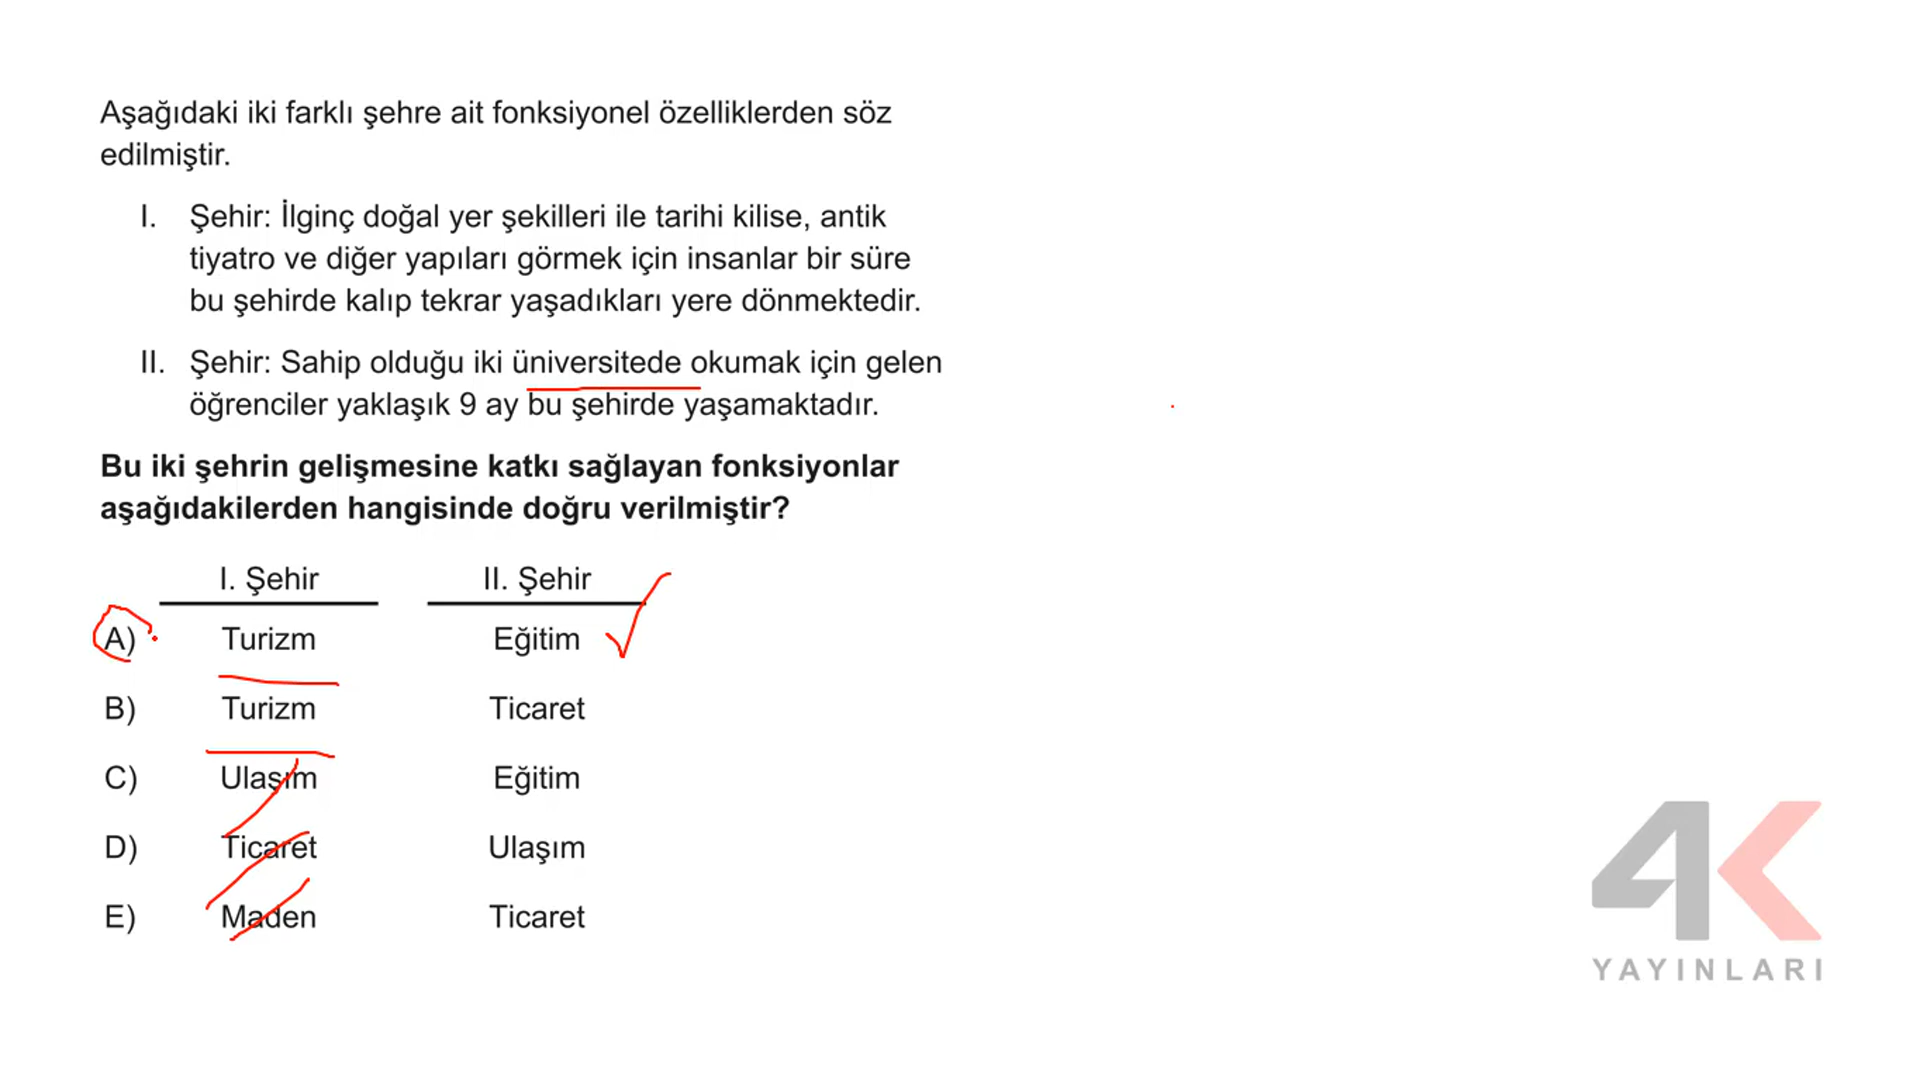 Aşağıdaki iki farklı şehre ait fonksiyonel özelliklerden söz
edilmiştir.
I. Şehir: İlginç doğal yer şekilleri ile tarihi kilise, antik
tiyatro ve diğer yapıları görmek için insanlar bir süre
bu şehirde kalıp tekrar yaşadıkları yere dönmektedir.
II. Şehir: Sahip olduğu iki üniversitede okumak için gelen
öğrenciler yaklaşık 9 ay bu şehirde yaşamaktadır.
Bu iki şehrin gelişmesine katkı sağlayan fonksiyonlar
aşağıdakilerden hangisinde doğru verilmiştir?
I. Şehir II. Şehir
A) Turizm Eğitim
B) Turizm Ticaret
C) Ulaşım Eğitim
D) Ticaret Ulaşım
E) Maden Ticaret
4K
YAYINLARI